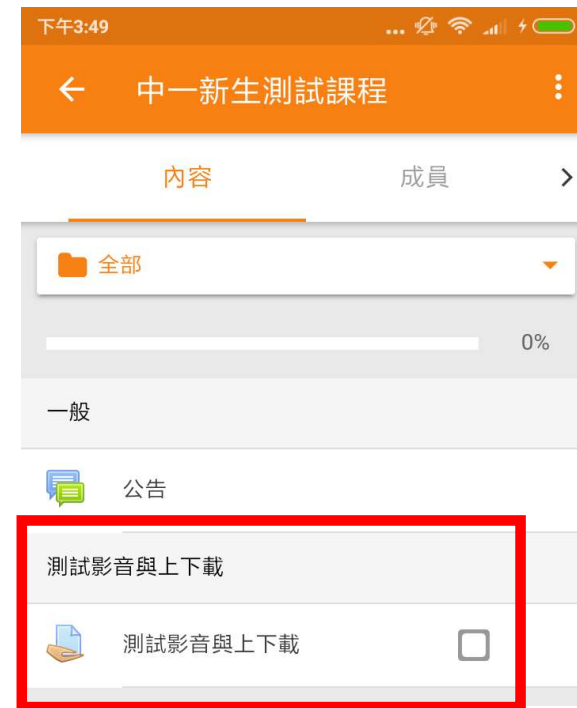 下午3:49 ...
中一新生測試課程
內容 成員
全部
0%
一般
公告
測試影音與上下載
測試影音與上下載